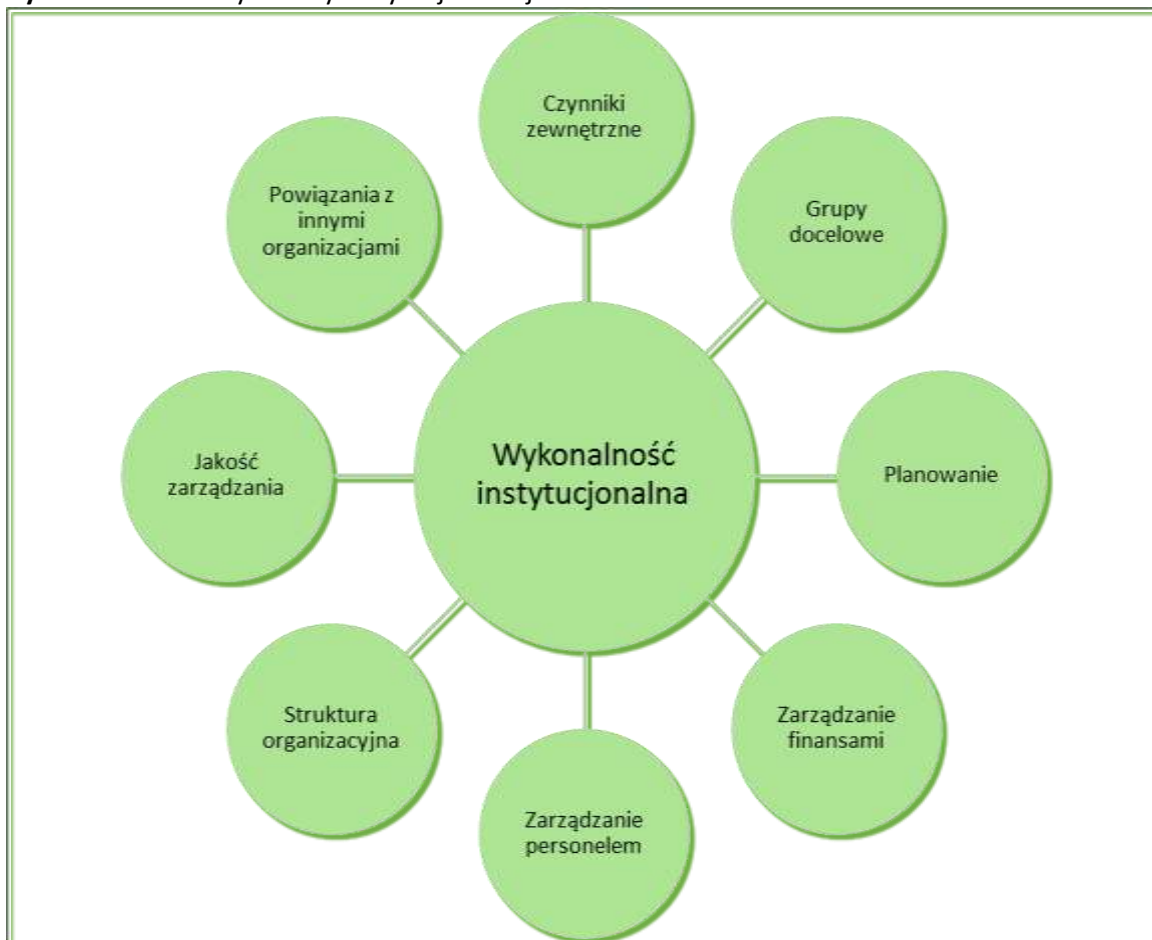 Czynniki
zewnętrzne
Grupy
docelowe
Planowanie
Zarządzanie
finansami
Zarządzanie
personelem
Struktura
organizacyjna
Jakość
zarządzania
Powiązania z
innymi
organizacjami
Wykonalność
instytucjonalna